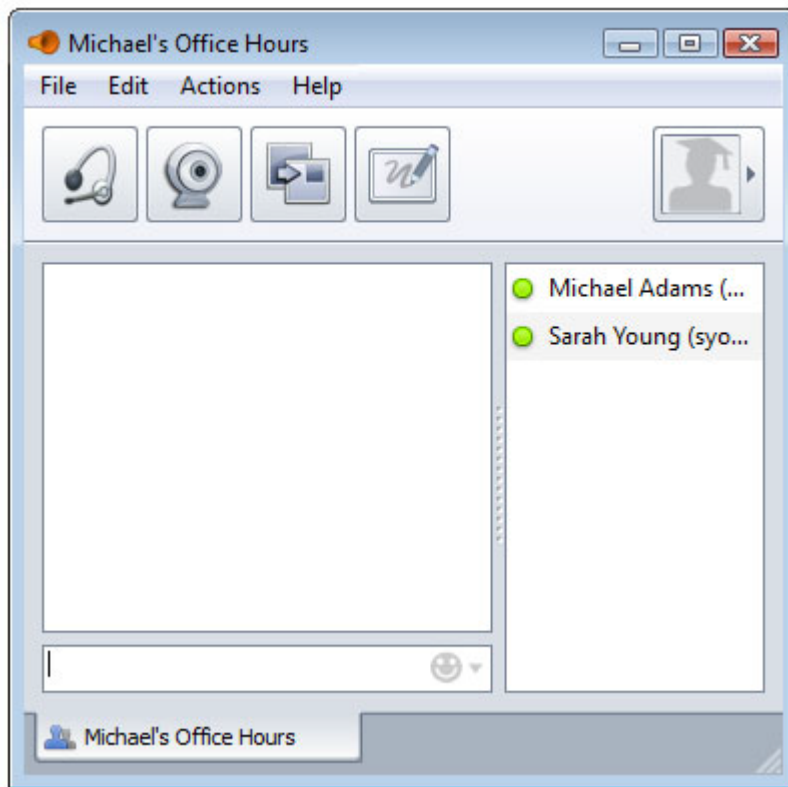 Michael's Office Hours
File Edit Actions Help
Michael Adams (...
Sarah Young (syo...
Michael's Office Hours